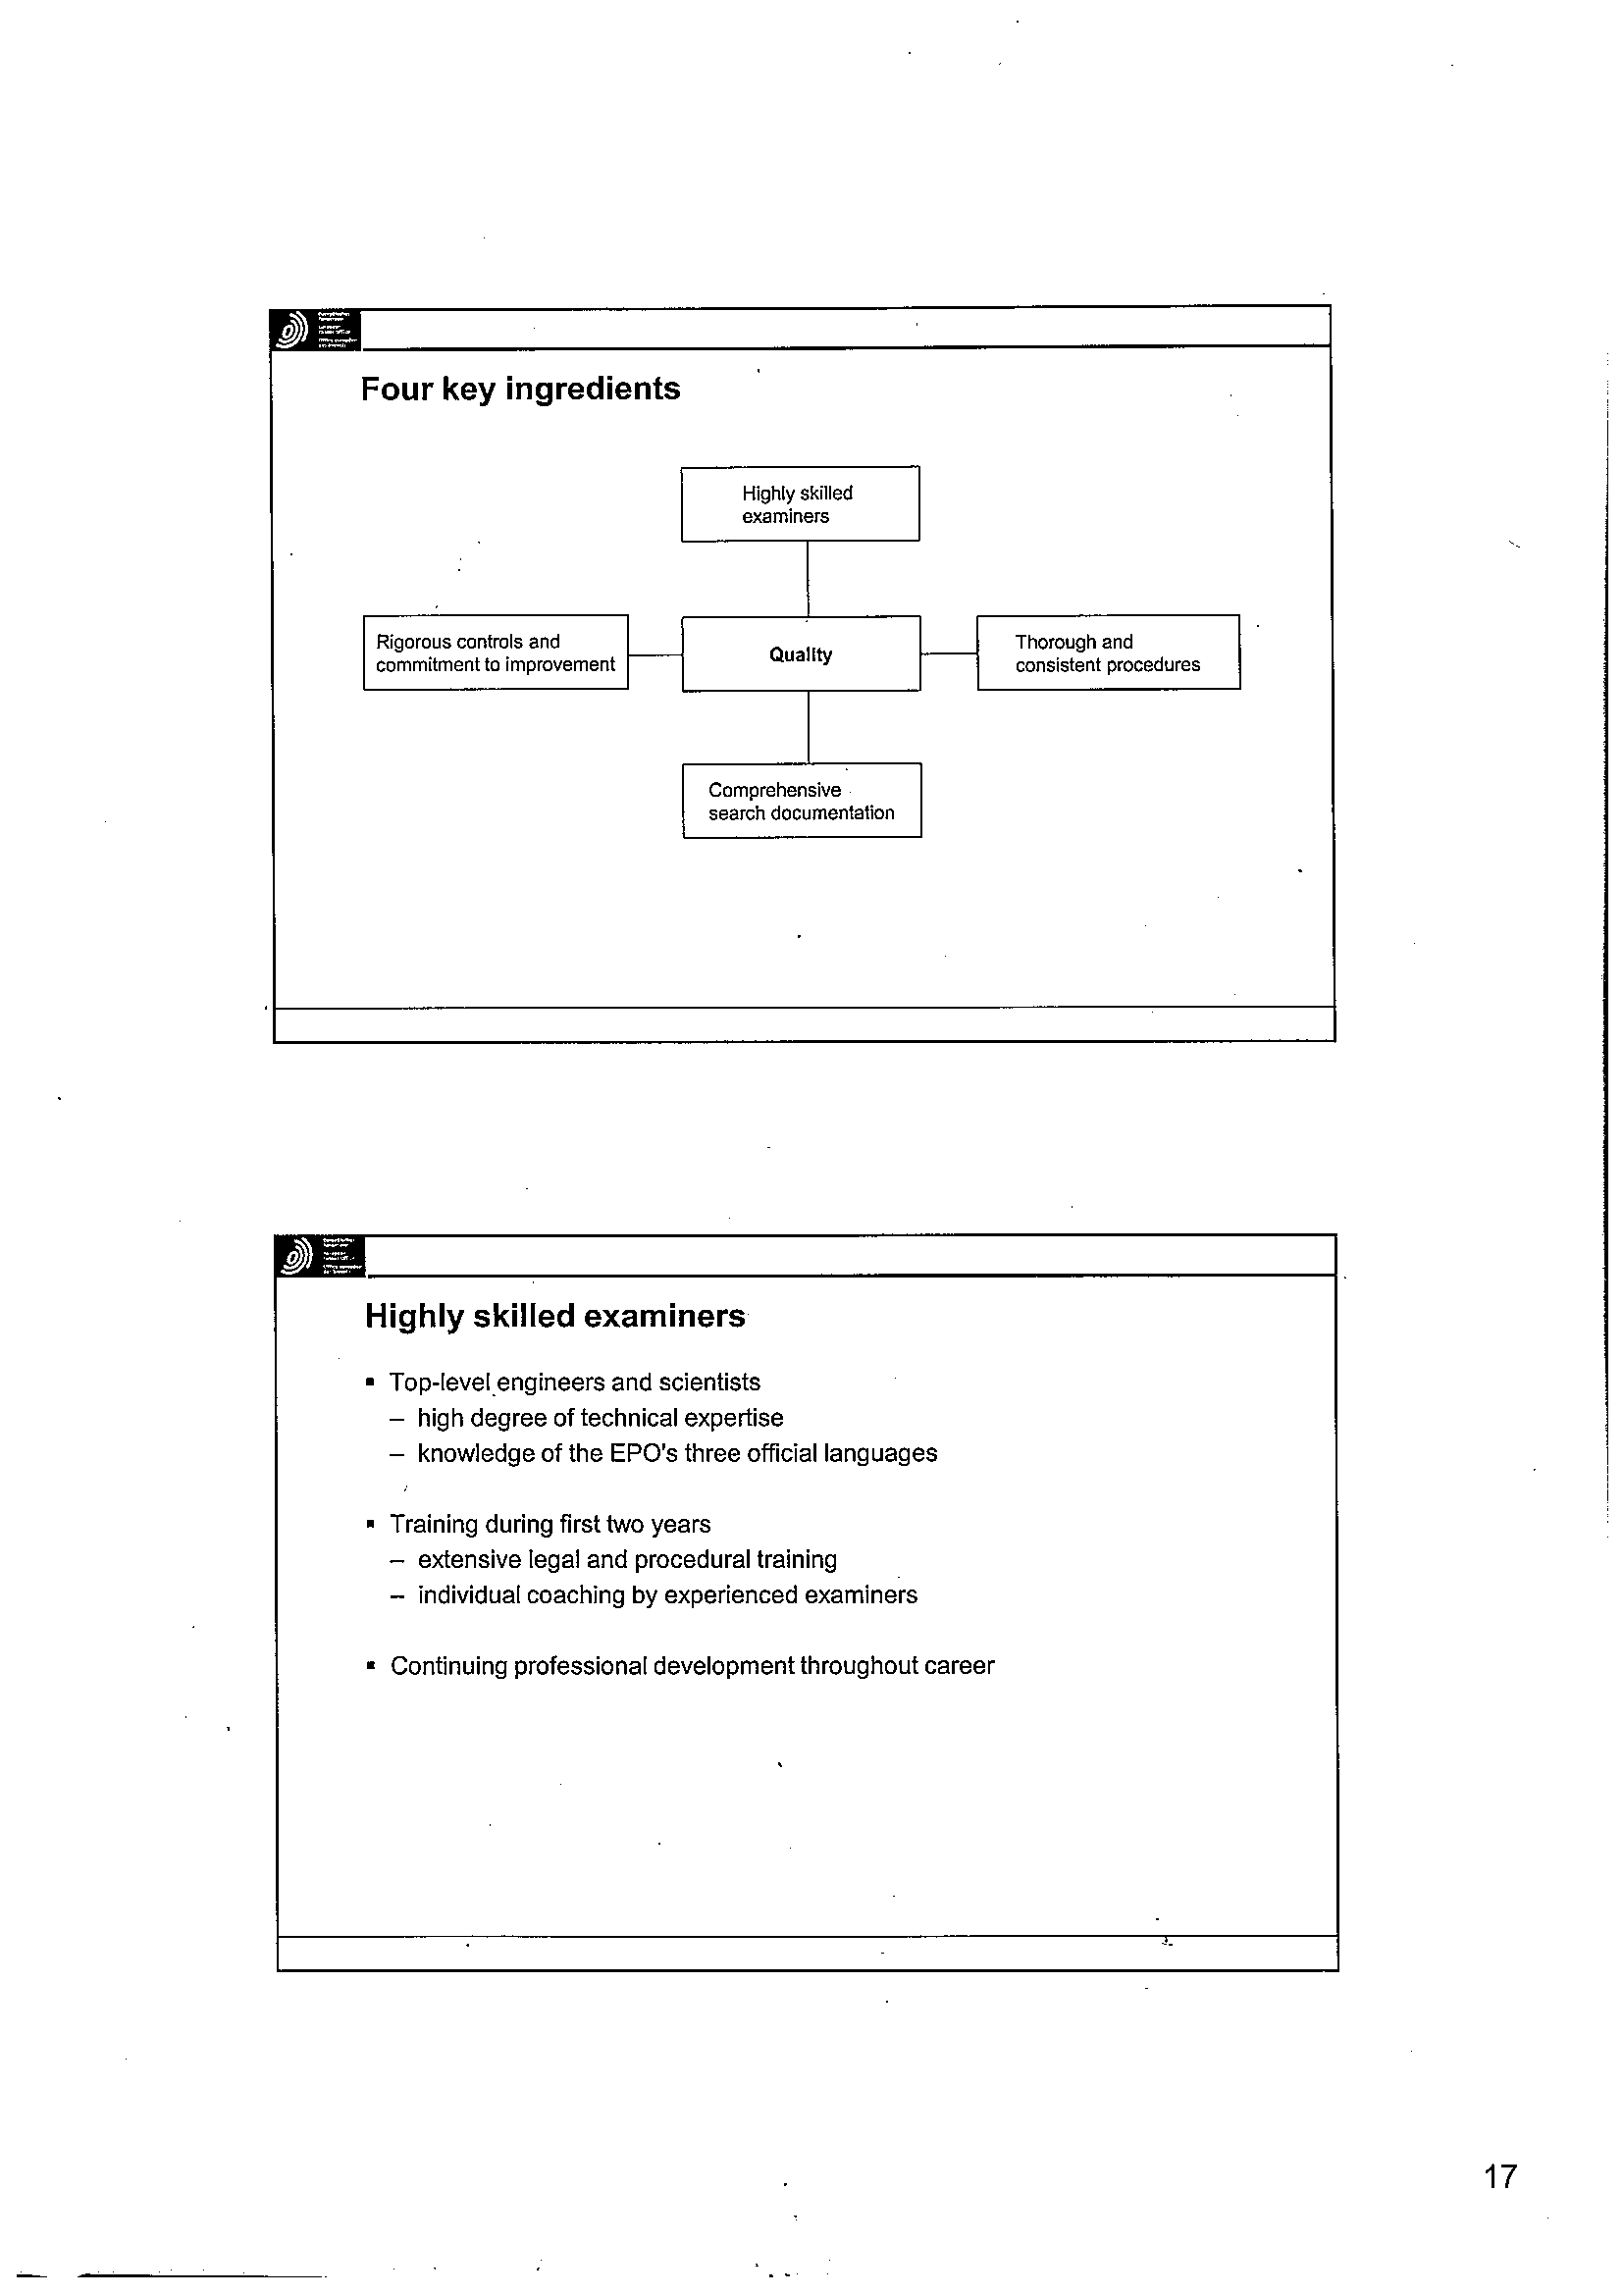 Four key ingredients
Highly skilled
examiners
Rigorous controls and
commitment to improvement
Quality
Thorough and
consistent procedures
Comprehensive
search documentation
Highly skilled examiners
▪ Top-level engineers and scientists
– high degree of technical expertise
– knowledge of the EPO's three official languages
▪ Training during first two years
– extensive legal and procedural training
– individual coaching by experienced examiners
▪ Continuing professional development throughout career
17